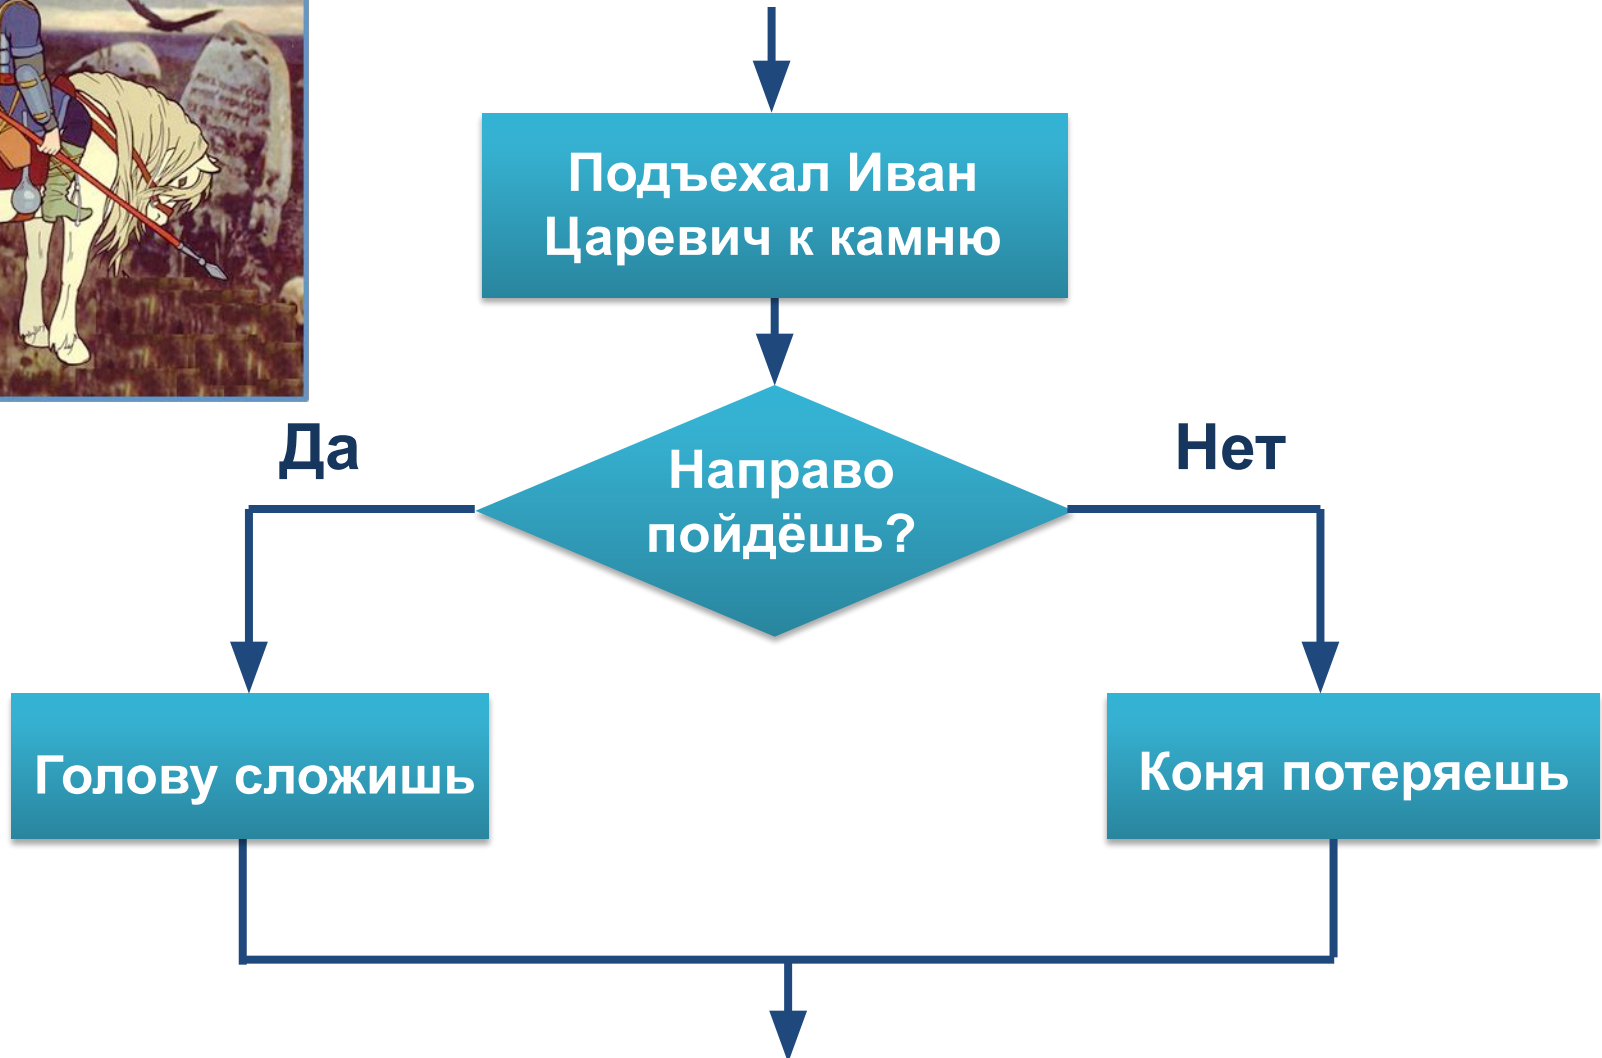 Подъехал Иван
Царевич к камню
Да
Направо
пойдёшь?
Нет
Голову сложишь
Коня потеряешь